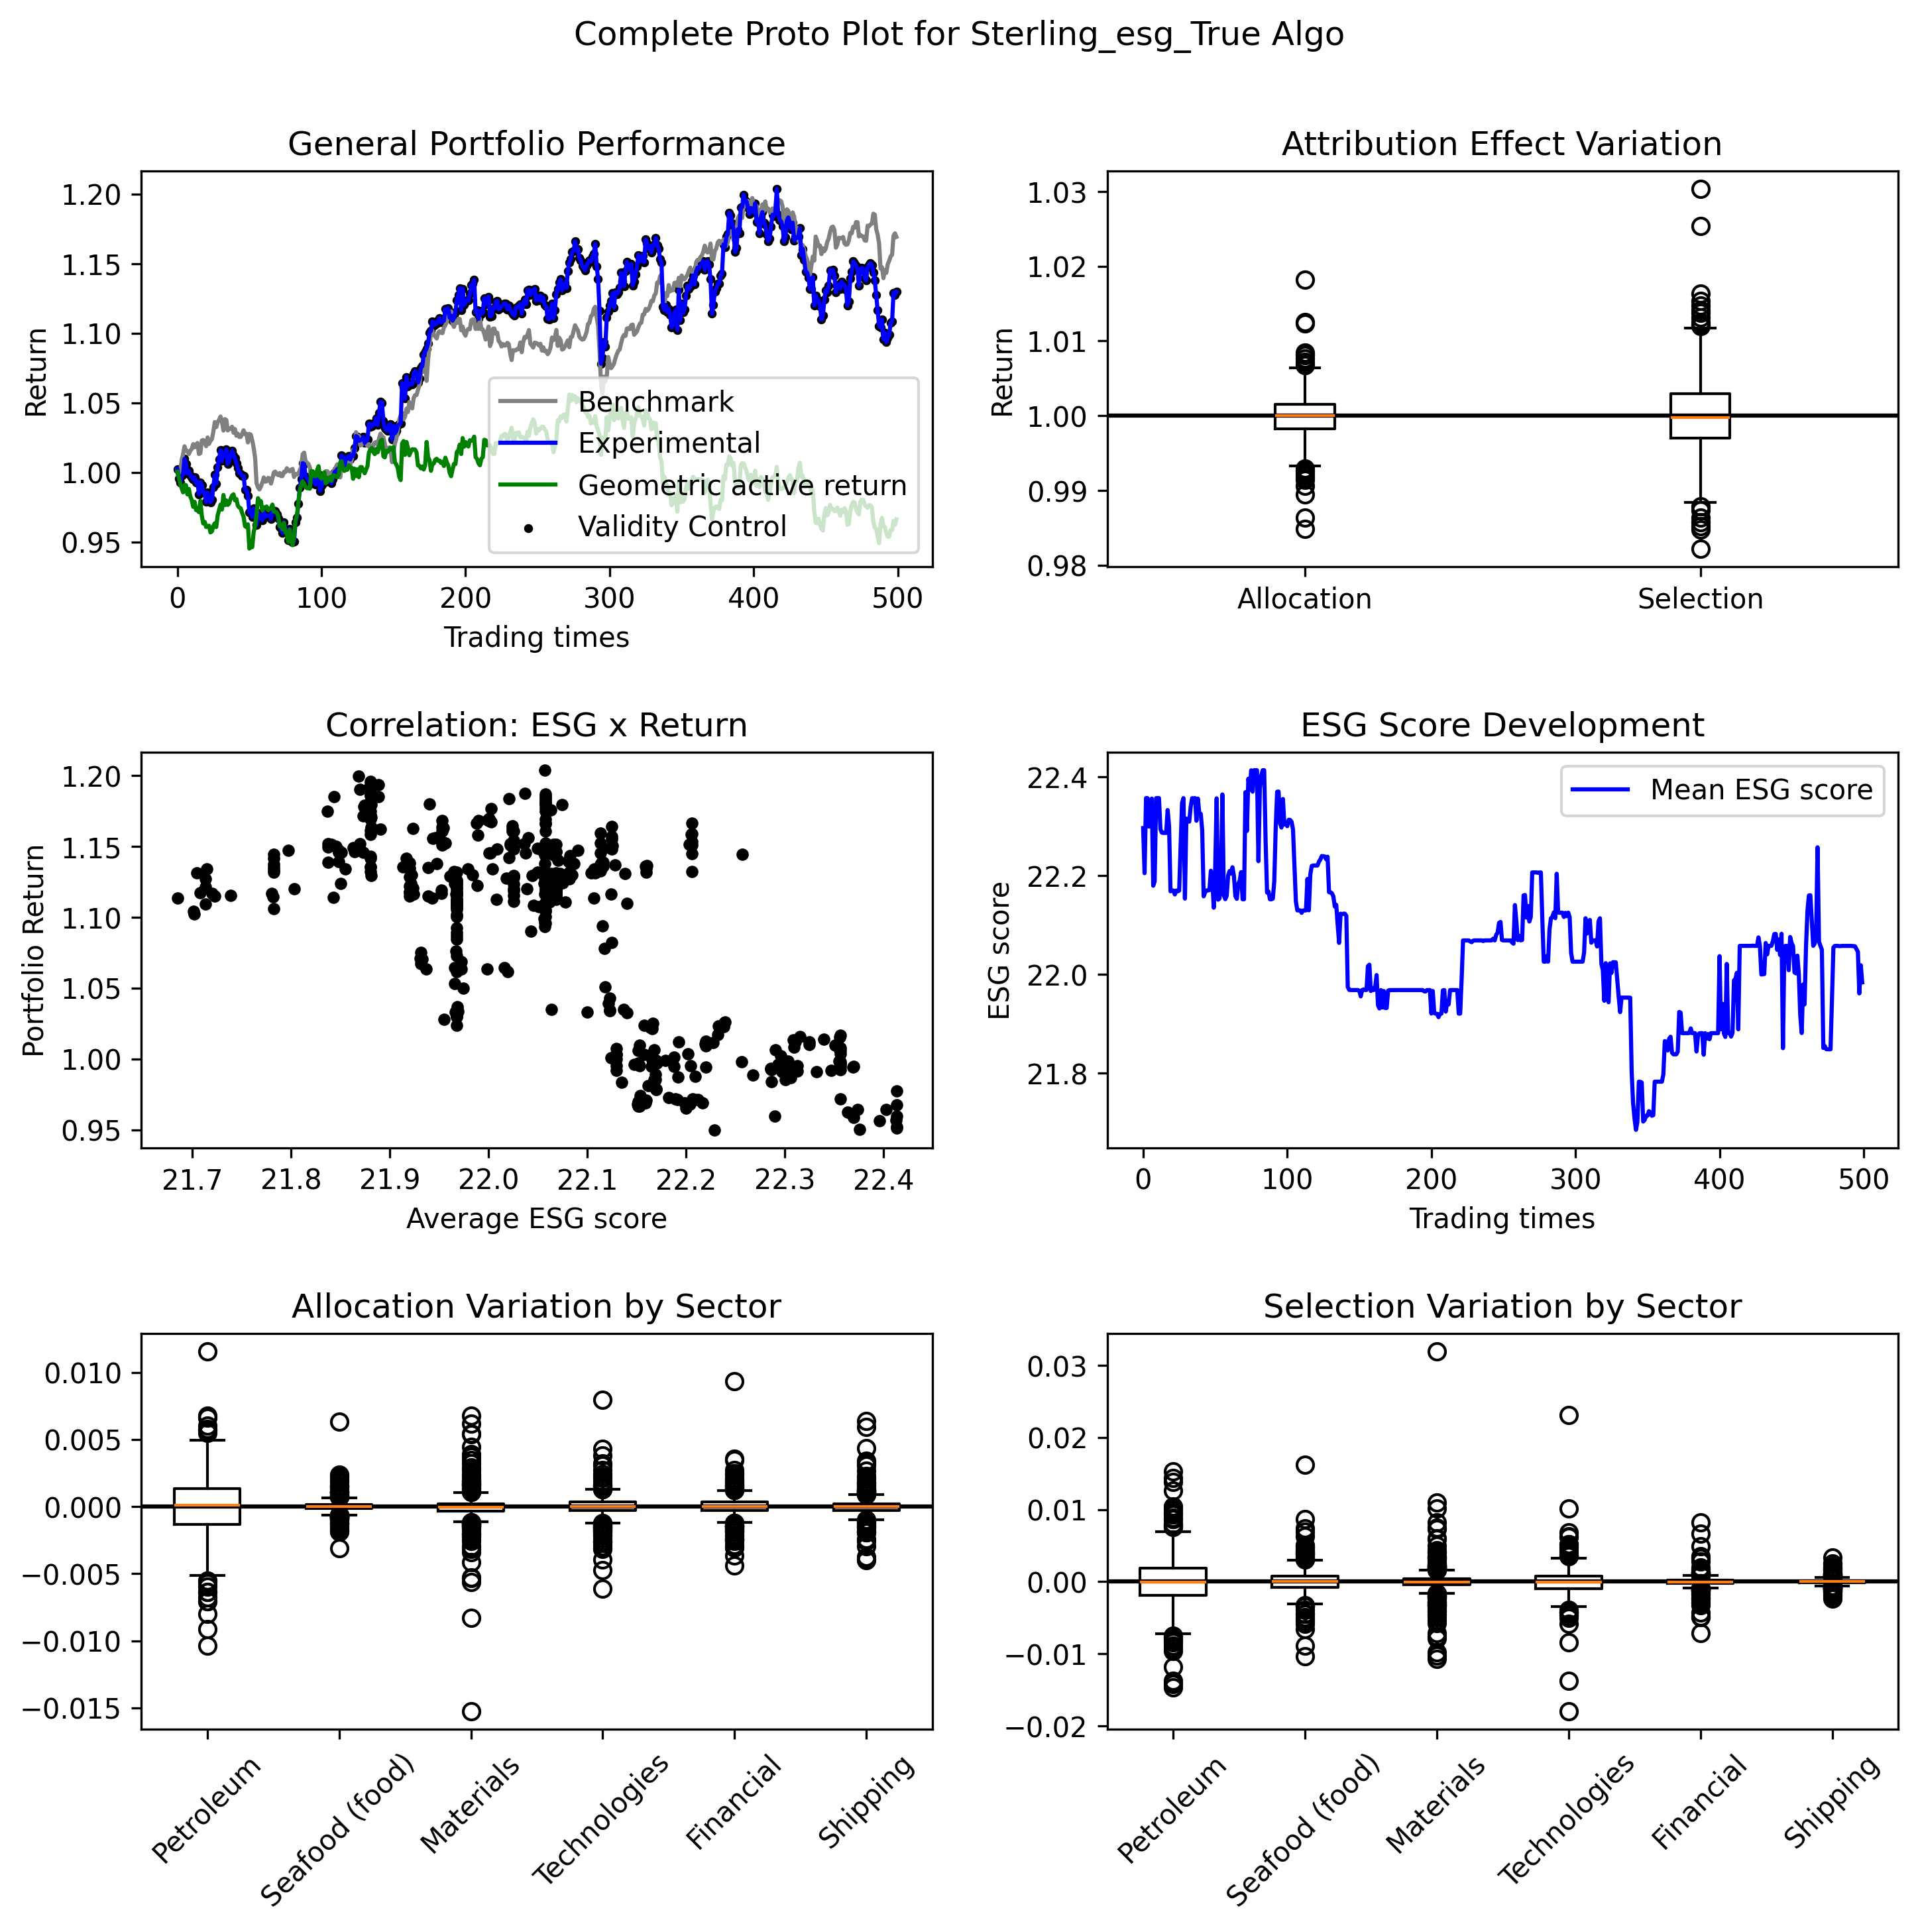 Complete Proto Plot for Sterling_esg_True Algo
General Portfolio Performance
Return
1.20
1.15
1.10
1.05
1.00
0.95
Benchmark
Experimental
Geometric active return
Validity Control
0 100 200 300 400 500
Trading times
Attribution Effect Variation
Return
1.03
1.02
1.01
1.00
0.99
0.98
Allocation Selection
Correlation: ESG x Return
Portfolio Return
1.20
1.15
1.10
1.05
1.00
0.95
21.7 21.8 21.9 22.0 22.1 22.2 22.3 22.4
Average ESG score
ESG Score Development
ESG score
22.4
22.2
22.0
21.8
Mean ESG score
0 100 200 300 400 500
Trading times
Allocation Variation by Sector
0.010
0.005
0.000
−0.005
−0.010
−0.015
Petroleum
Seafood (food)
Materials
Technologies
Financial
Shipping
Selection Variation by Sector
0.03
0.02
0.01
0.00
−0.01
−0.02
Petroleum
Seafood (food)
Materials
Technologies
Financial
Shipping